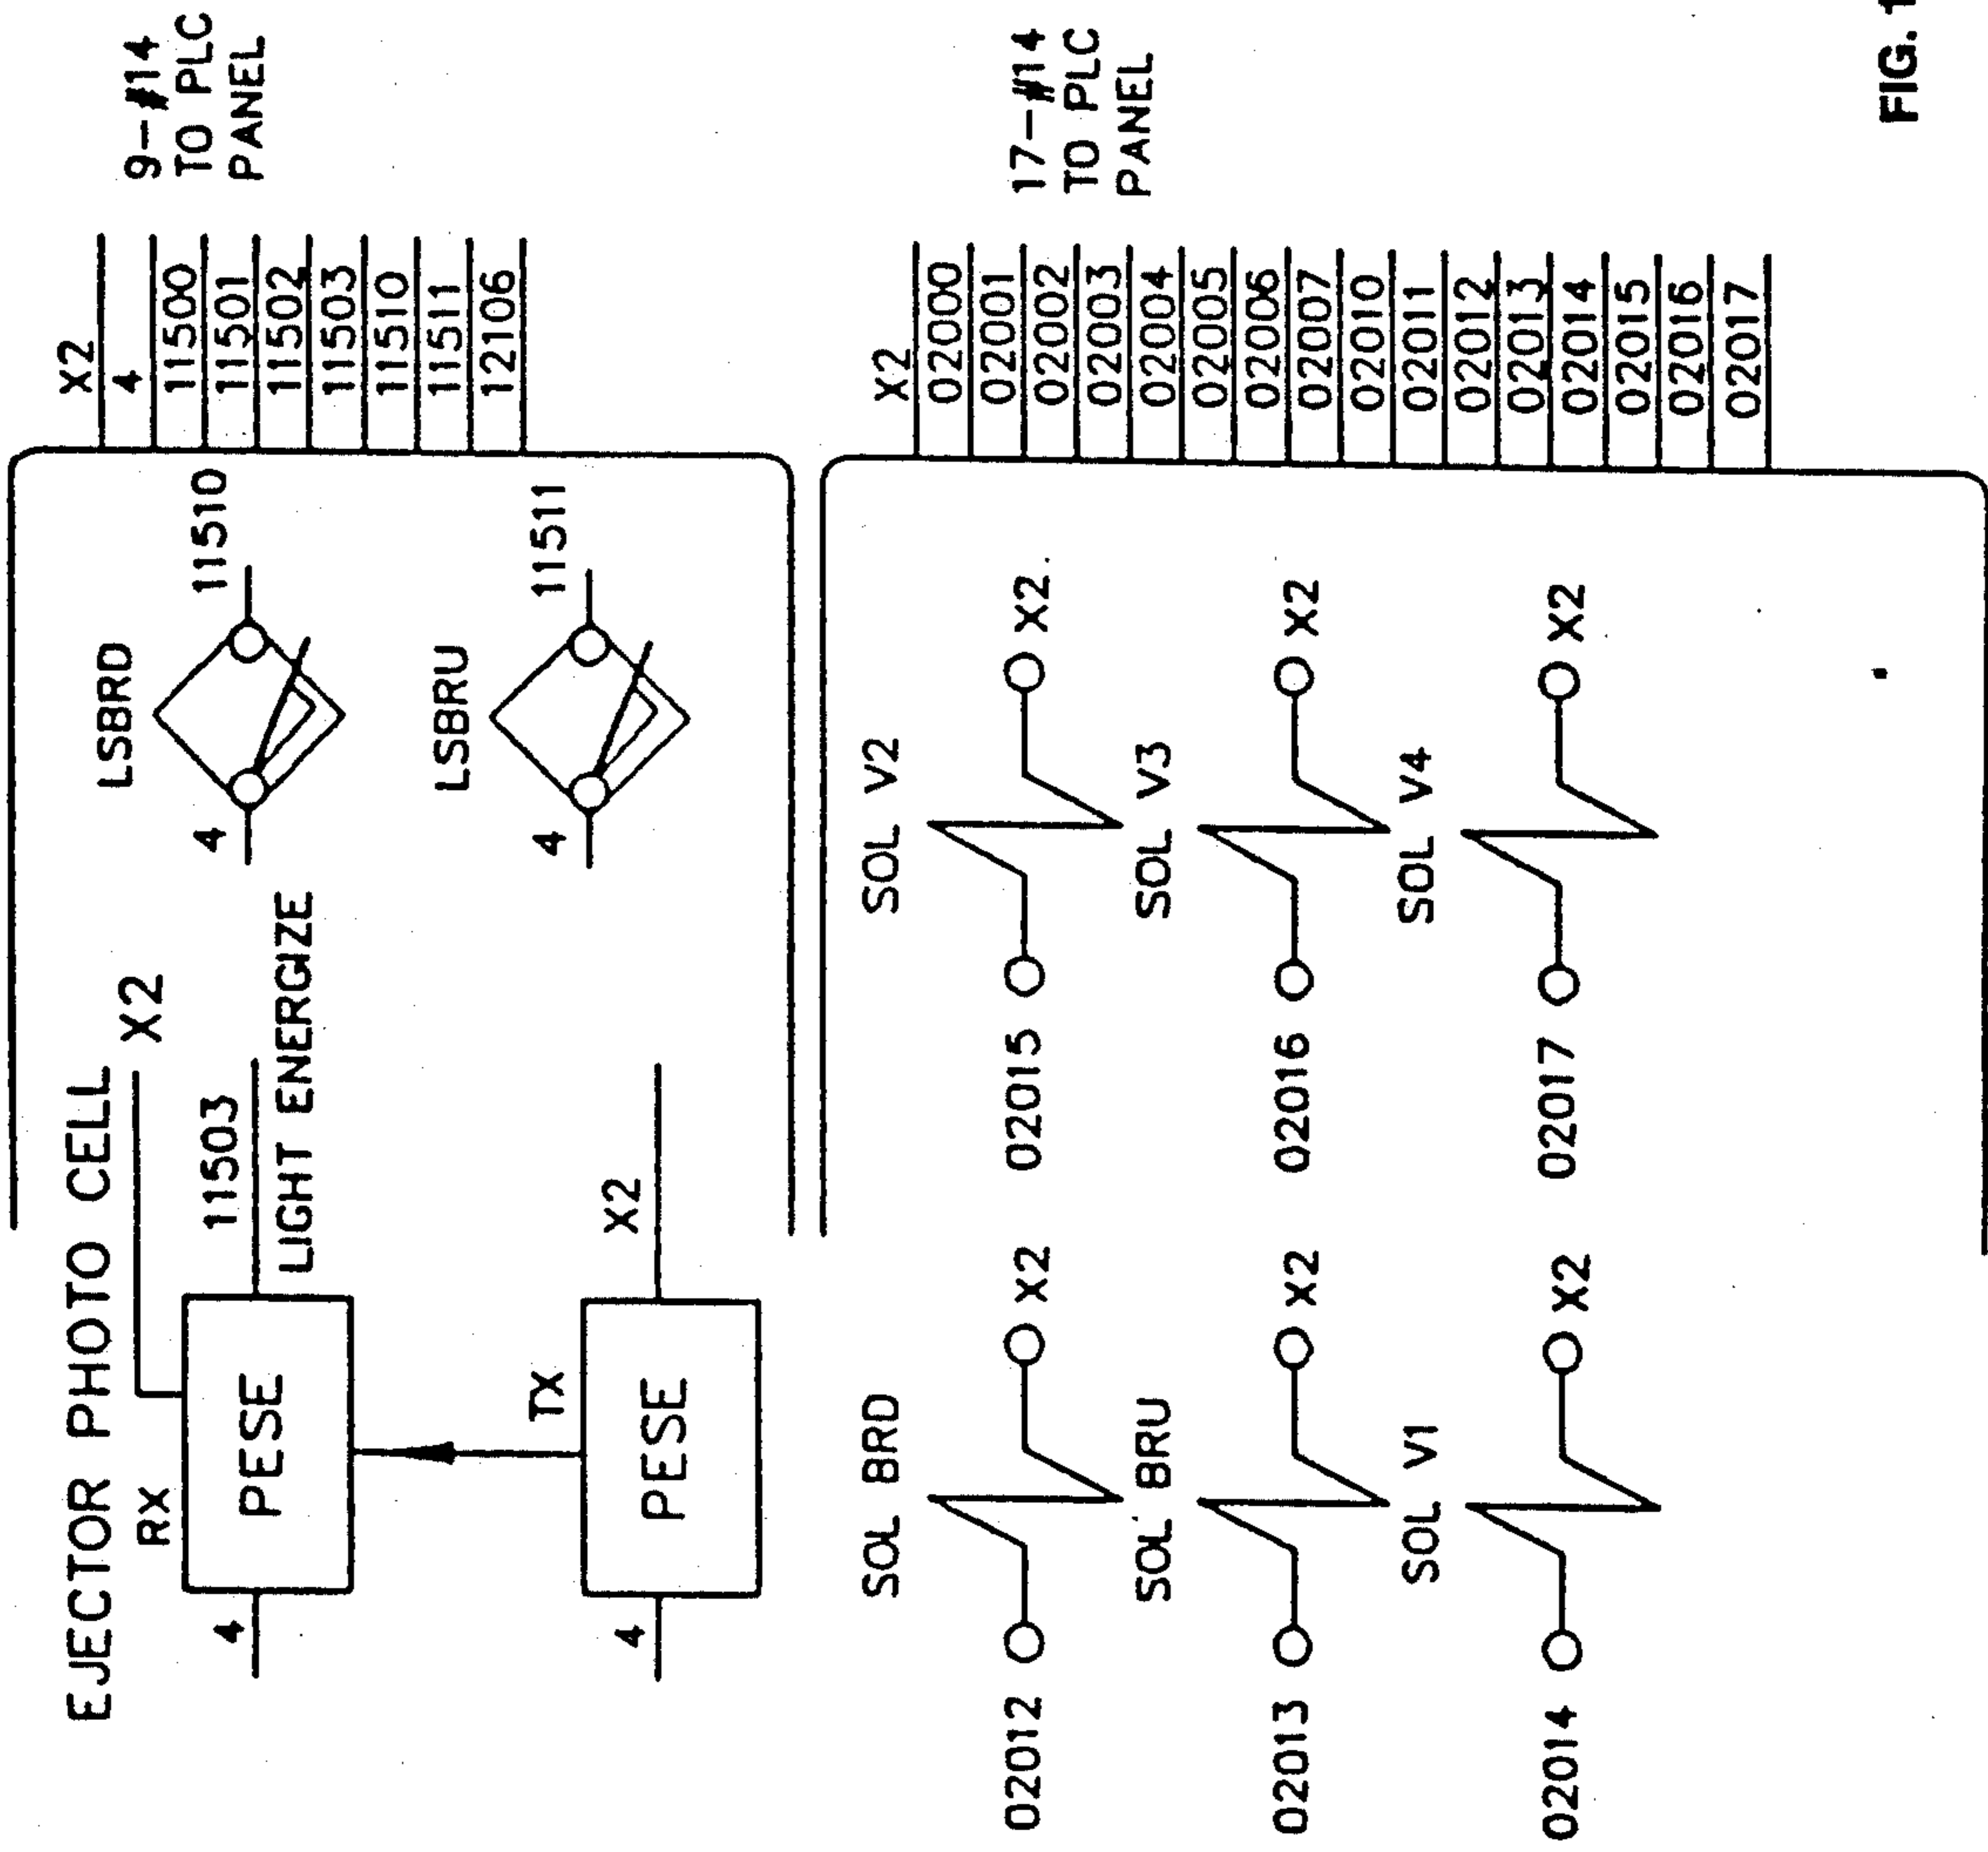 EJECTOR PHOTO CELL
RX
X2
4
PESE
11503
LIGHT ENERGIZE
TX
4
PESE
X2
LSBRD
4
11510
LSBRU
4
11511
X2
4
11500
11501
11502
11503
11510
11511
12106
9-#14
TO PLC
PANEL
SOL BRD
02012
X2
SOL BRU
02013
X2
SOL V1
02014
X2
SOL V2
02015
X2
SOL V3
02016
X2
SOL V4
02017
X2
X2
02000
02001
02002
02003
02004
02005
02006
02007
02010
02011
02012
02013
02014
02015
02016
02017
17-#14
TO PLC
PANEL
FIG.